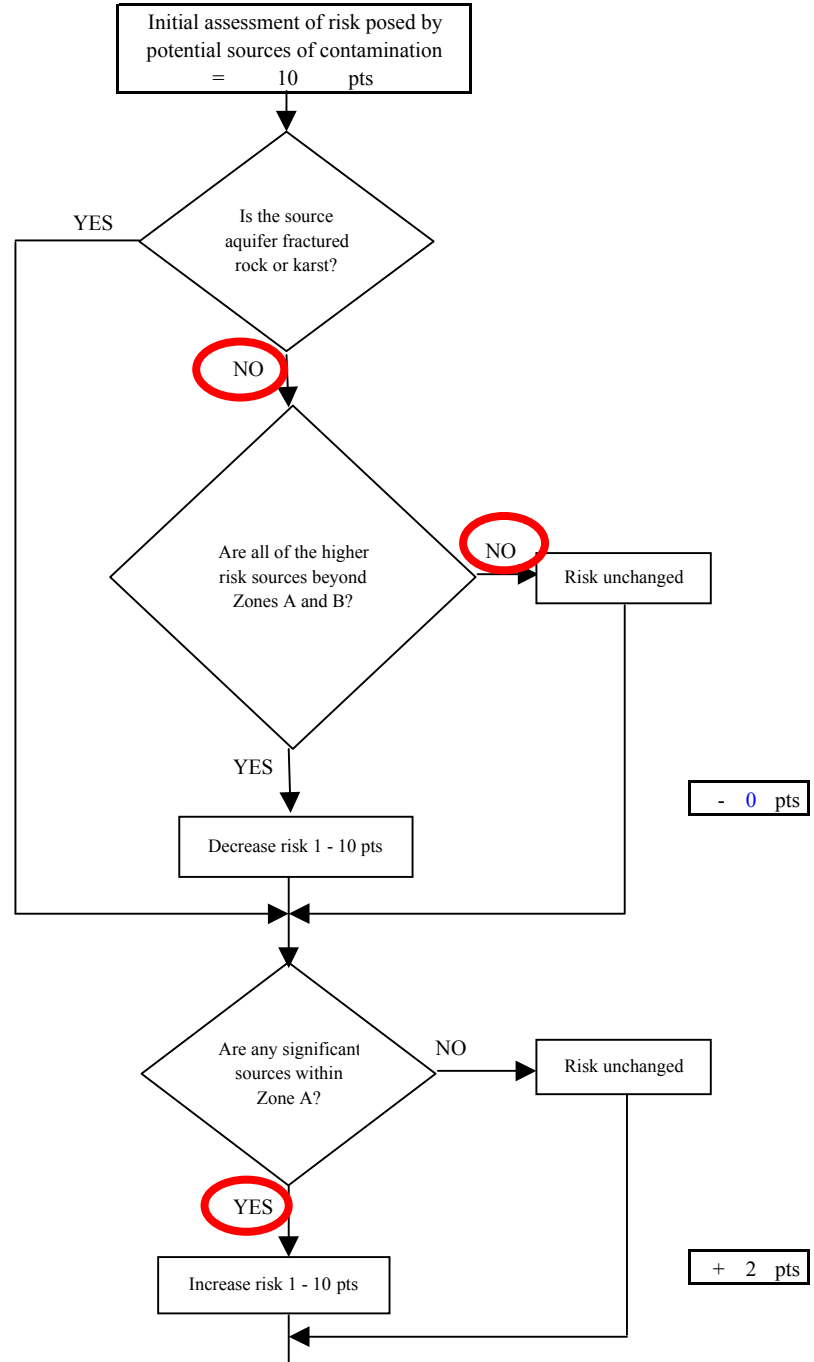 Initial assessment of risk posed by
potential sources of contamination
= 10 pts
YES
Is the source
aquifer fractured
rock or karst?
NO
Are all of the higher
risk sources beyond
Zones A and B?
NO
Risk unchanged
YES
- 0 pts
Decrease risk 1 - 10 pts
Are any significant
sources within
Zone A?
NO
Risk unchanged
YES
+ 2 pts
Increase risk 1 - 10 pts